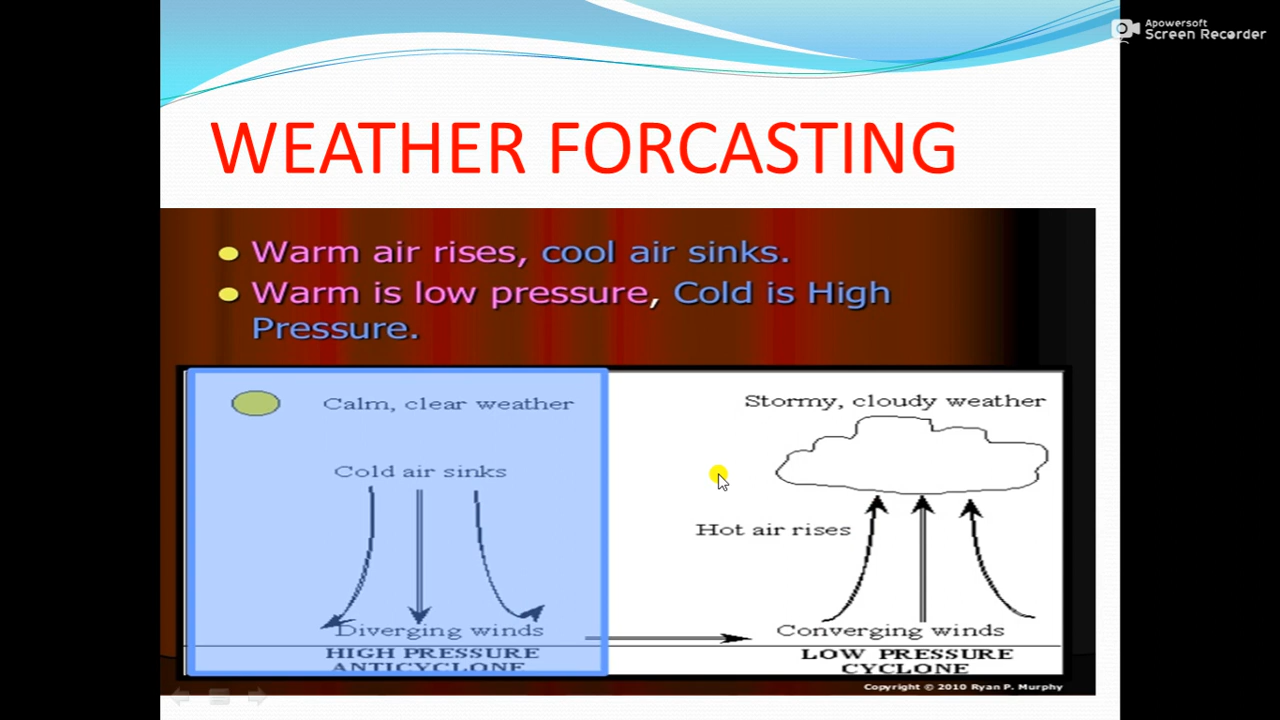 Apowersoft
Screen Recorder
WEATHER FORCASTING
Warm air rises, cool air sinks.
Warm is low pressure, Cold is High
Pressure.
Calm, clear weather
Cold air sinks
Diverging winds
HIGH PRESSURE
ANTICYCLONE
Stormy, cloudy weather
Hot air rises
Converging winds
LOW PRESSURE
CYCLONE
Copyright © 2010 Ryan P. Murphy